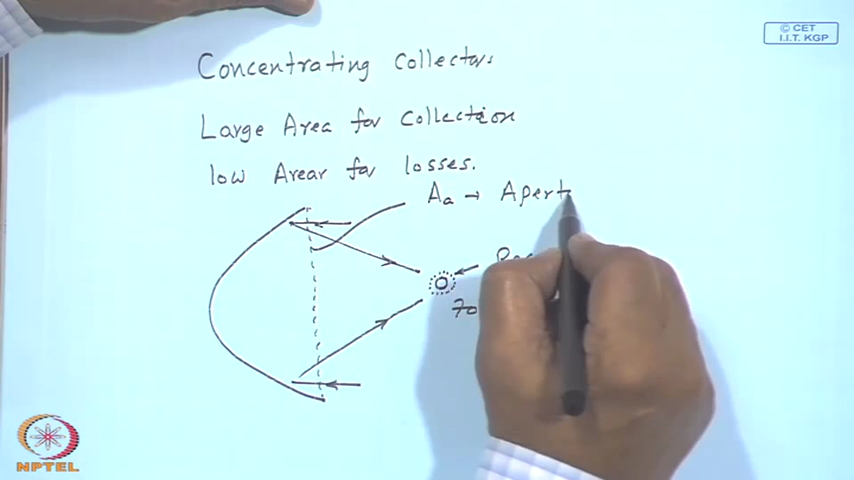 © CET
I.I.T. KGP
Concentrating Collectors
Large Area for Collection
low Arear for losses.
Aa → Apert
NPTEL